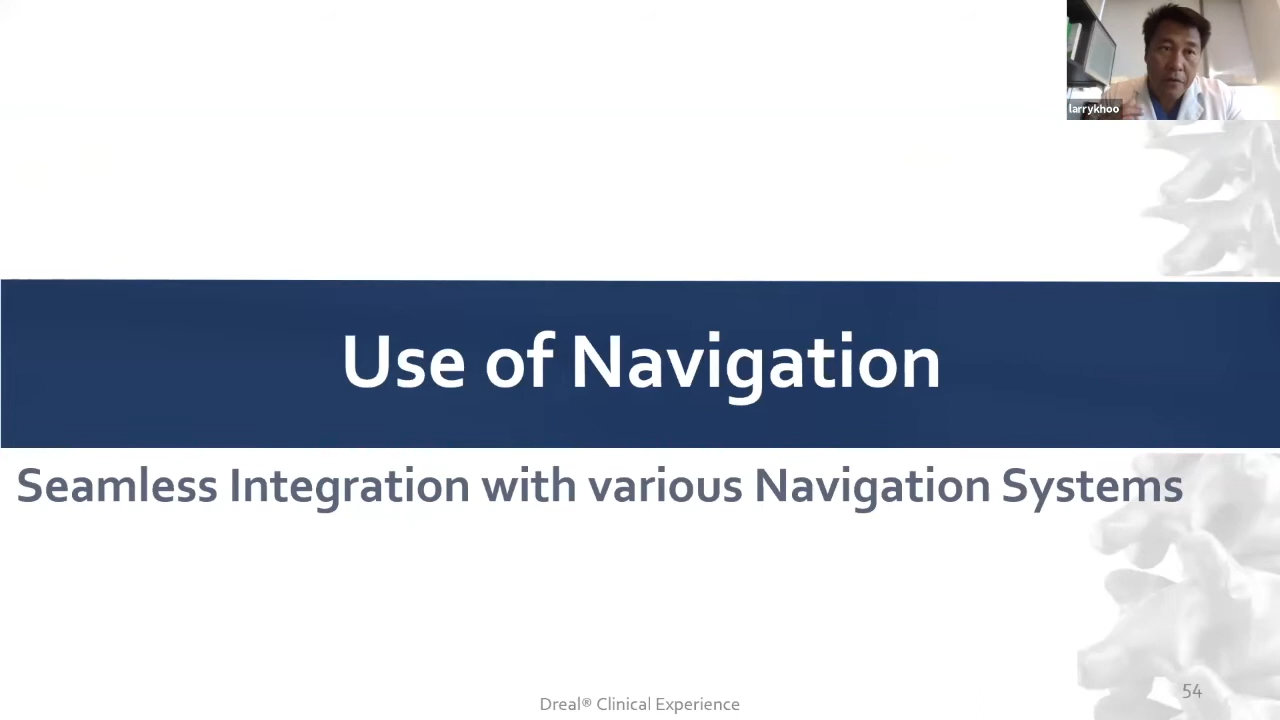 larrykhoo
Use of Navigation
Seamless Integration with various Navigation Systems
Dreal® Clinical Experience
54